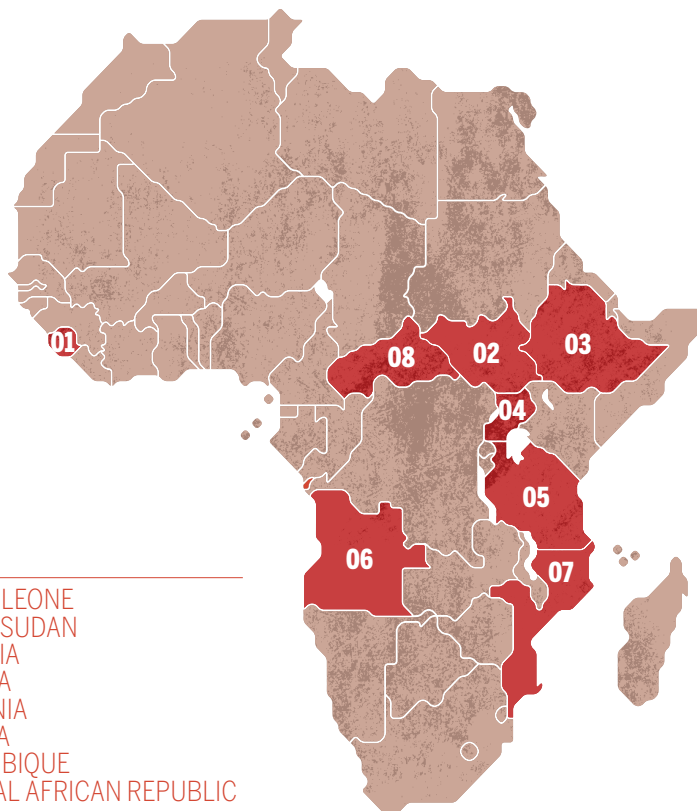 01
08
02
03
04
05
06
07
LEONE
SUDAN
IA
A
NIA
A
BIQUE
AL AFRICAN REPUBLIC